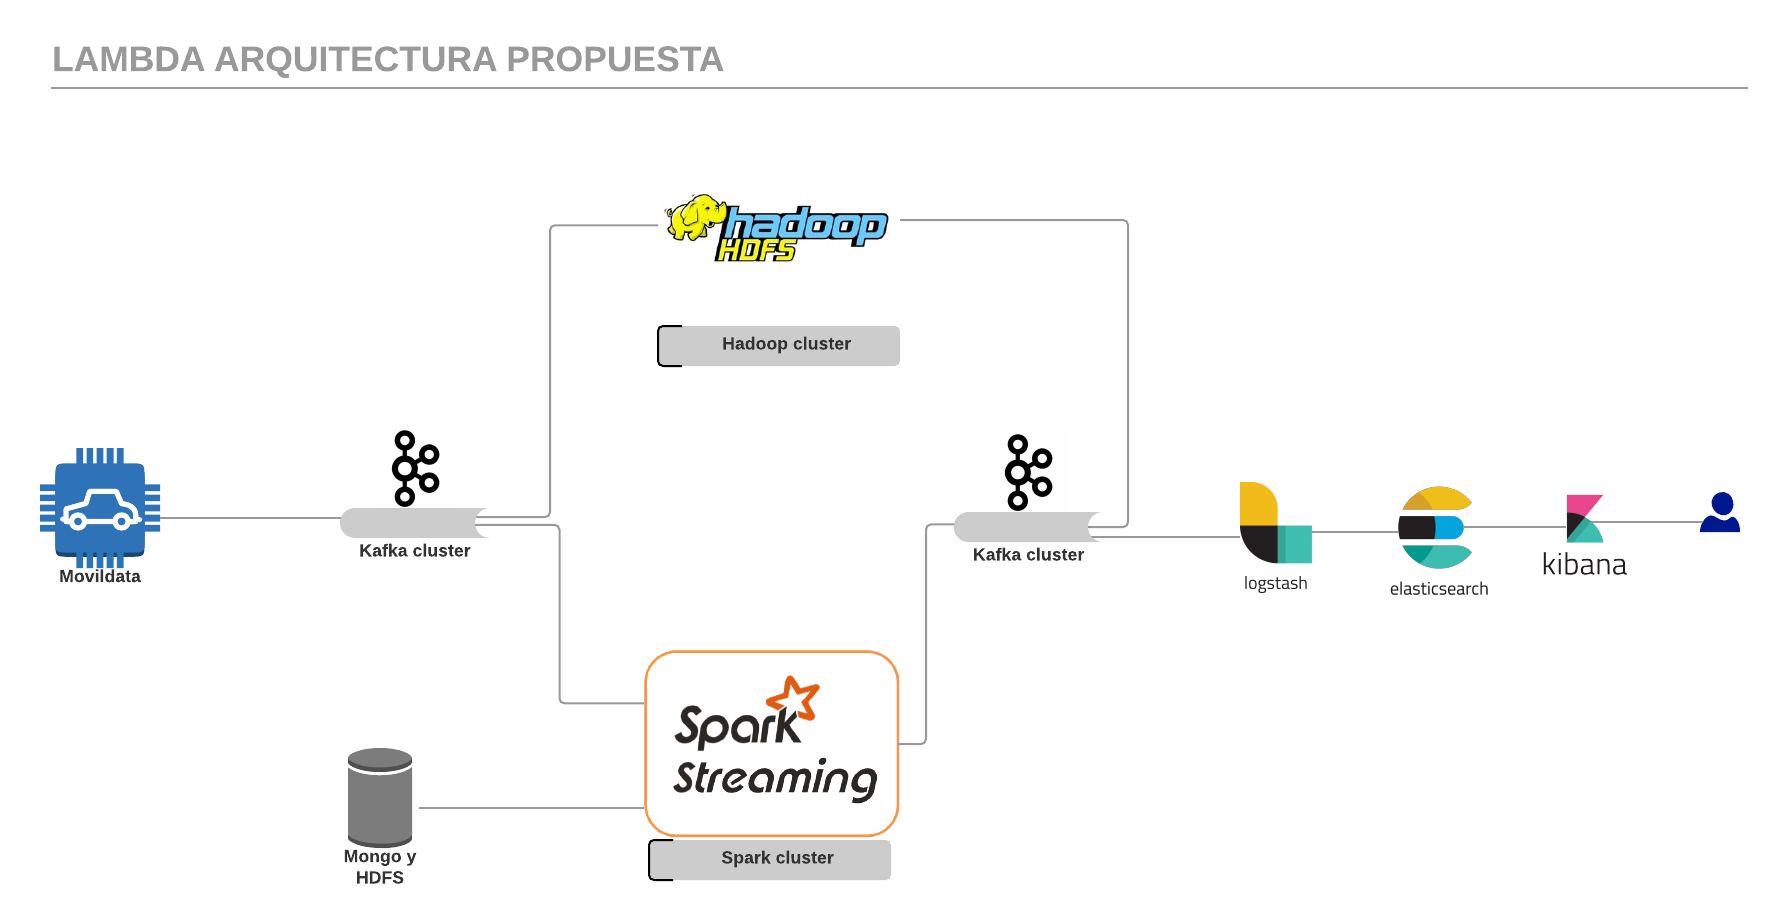 LAMBDA ARQUITECTURA PROPUESTA
hadoop
HDFS
Hadoop cluster
Movildata
Kafka cluster
Kafka cluster
logstash
elasticsearch
kibana
Spark
Streaming
Spark cluster
Mongo y
HDFS